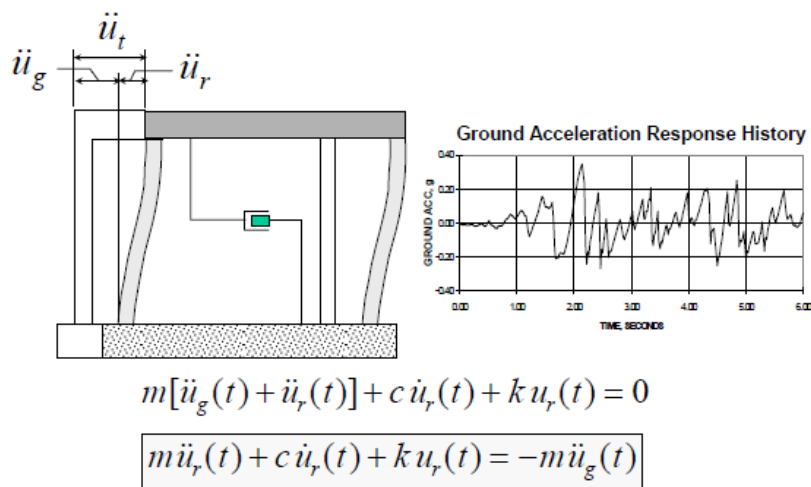 ü_t
ü_g ü_r
Ground Acceleration Response History
GROUND ACC, g
0.40
0.20
0.00
-0.20
-0.40
0.00 1.00 2.00 3.00 4.00 5.00 6.00
TIME, SECONDS
m[ü_g(t) + ü_r(t)] + c u̇_r(t) + k u_r(t) = 0
mü_r(t) + c u̇_r(t) + k u_r(t) = −mü_g(t)